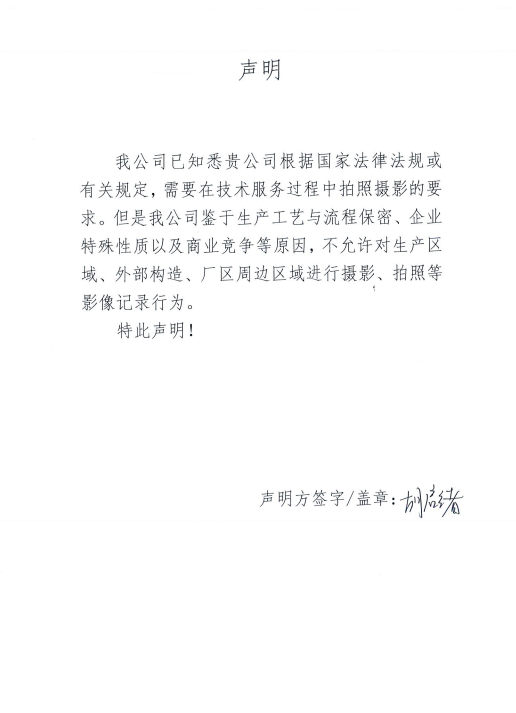 声明
我公司已知悉贵公司根据国家法律法规或
有关规定，需要在技术服务过程中拍照摄影的要
求。但是我公司鉴于生产工艺与流程保密、企业
特殊性质以及商业竞争等原因，不允许对生产区
域、外部构造、厂区周边区域进行摄影、拍照等
影像记录行为。
特此声明！
声明方签字/盖章：